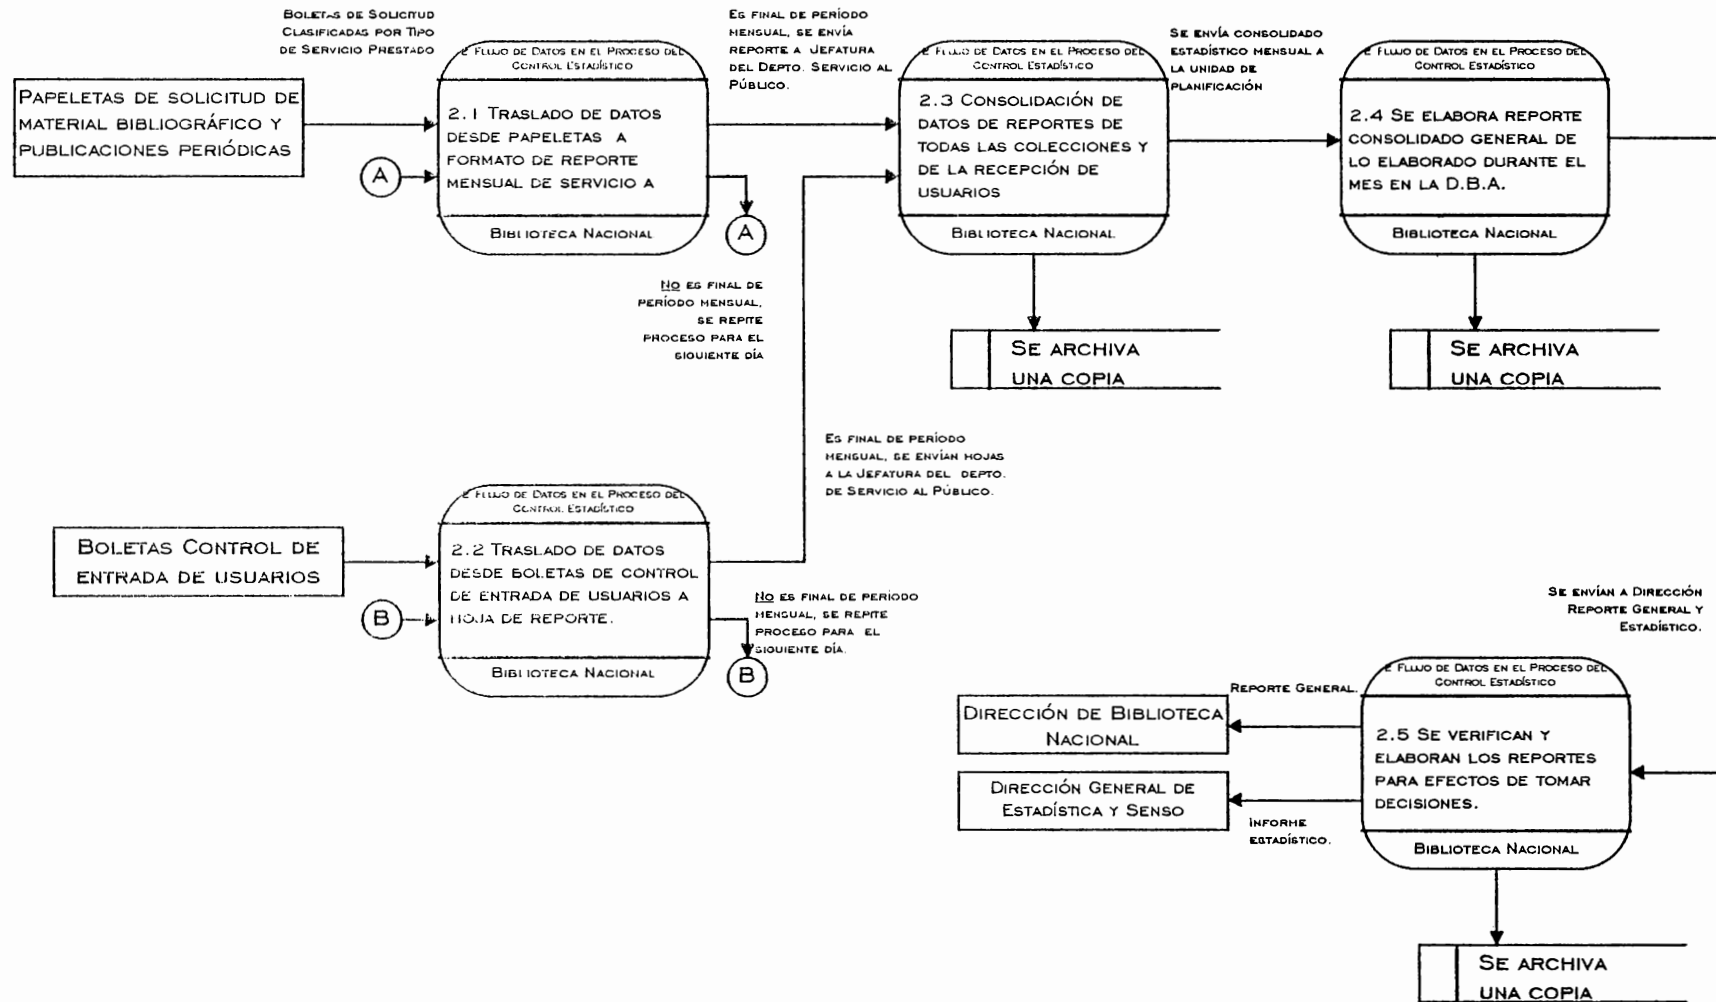 BOLETAS DE SOLICITUD
CLASIFICADAS POR TIPO
DE SERVICIO PRESTADO
PAPELETAS DE SOLICITUD DE
MATERIAL BIBLIOGRÁFICO Y
PUBLICACIONES PERIÓDICAS
A
2 FLUJO DE DATOS EN EL PROCESO DEL
CONTROL ESTADÍSTICO
2.1 TRASLADO DE DATOS
DESDE PAPELETAS A
FORMATO DE REPORTE
MENSUAL DE SERVICIO A
BIBLIOTECA NACIONAL
A
NO ES FINAL DE
PERÍODO MENSUAL,
SE REPITE
PROCESO PARA EL
SIGUIENTE DÍA
ES FINAL DE PERÍODO
MENSUAL, SE ENVÍA
REPORTE A JEFATURA
DEL DEPTO. SERVICIO AL
PÚBLICO.
2 FLUJO DE DATOS EN EL PROCESO DEL
CONTROL ESTADÍSTICO
2.3 CONSOLIDACIÓN DE
DATOS DE REPORTES DE
TODAS LAS COLECCIONES Y
DE LA RECEPCIÓN DE
USUARIOS
BIBLIOTECA NACIONAL
SE ARCHIVA
UNA COPIA
SE ENVÍA CONSOLIDADO
ESTADÍSTICO MENSUAL A
LA UNIDAD DE
PLANIFICACIÓN
2 FLUJO DE DATOS EN EL PROCESO DEL
CONTROL ESTADÍSTICO
2.4 SE ELABORA REPORTE
CONSOLIDADO GENERAL DE
LO ELABORADO DURANTE EL
MES EN LA D.B.A.
BIBLIOTECA NACIONAL
SE ARCHIVA
UNA COPIA
BOLETAS CONTROL DE
ENTRADA DE USUARIOS
B
2 FLUJO DE DATOS EN EL PROCESO DEL
CONTROL ESTADÍSTICO
2.2 TRASLADO DE DATOS
DESDE BOLETAS DE CONTROL
DE ENTRADA DE USUARIOS A
HOJA DE REPORTE.
BIBLIOTECA NACIONAL
B
NO ES FINAL DE PERÍODO
MENSUAL, SE REPITE
PROCESO PARA EL
SIGUIENTE DÍA.
ES FINAL DE PERÍODO
MENSUAL, SE ENVÍAN HOJAS
A LA JEFATURA DEL DEPTO.
DE SERVICIO AL PÚBLICO.
SE ENVÍAN A DIRECCIÓN
REPORTE GENERAL Y
ESTADÍSTICO.
2 FLUJO DE DATOS EN EL PROCESO DEL
CONTROL ESTADÍSTICO
2.5 SE VERIFICAN Y
ELABORAN LOS REPORTES
PARA EFECTOS DE TOMAR
DECISIONES.
BIBLIOTECA NACIONAL
REPORTE GENERAL.
DIRECCIÓN DE BIBLIOTECA
NACIONAL
DIRECCIÓN GENERAL DE
ESTADÍSTICA Y SENSO
INFORME
ESTADÍSTICO.
SE ARCHIVA
UNA COPIA